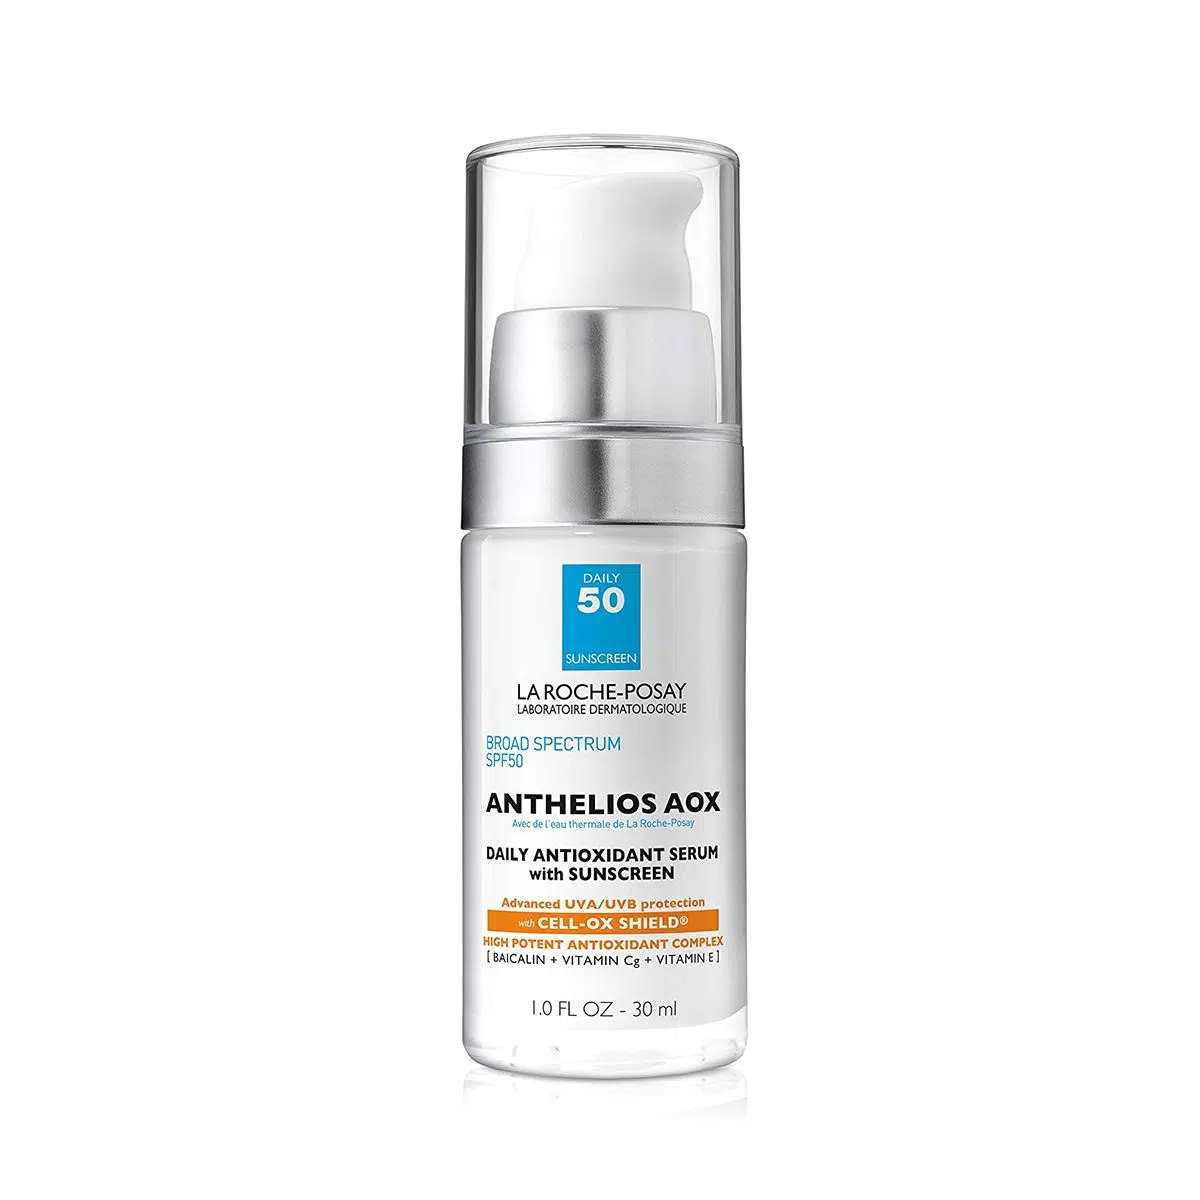 DAILY
50
SUNSCREEN
LA ROCHE-POSAY
LABORATOIRE DERMATOLOGIQUE
BROAD SPECTRUM
SPF50
ANTHELIOS AOX
Avec de l'eau thermale de La Roche-Posay
DAILY ANTIOXIDANT SERUM
with SUNSCREEN
Advanced UVA/UVB protection
with CELL-OX SHIELD®
HIGH POTENT ANTIOXIDANT COMPLEX
[ BAICALIN + VITAMIN Cg + VITAMIN E ]
1.0 FL OZ - 30 ml